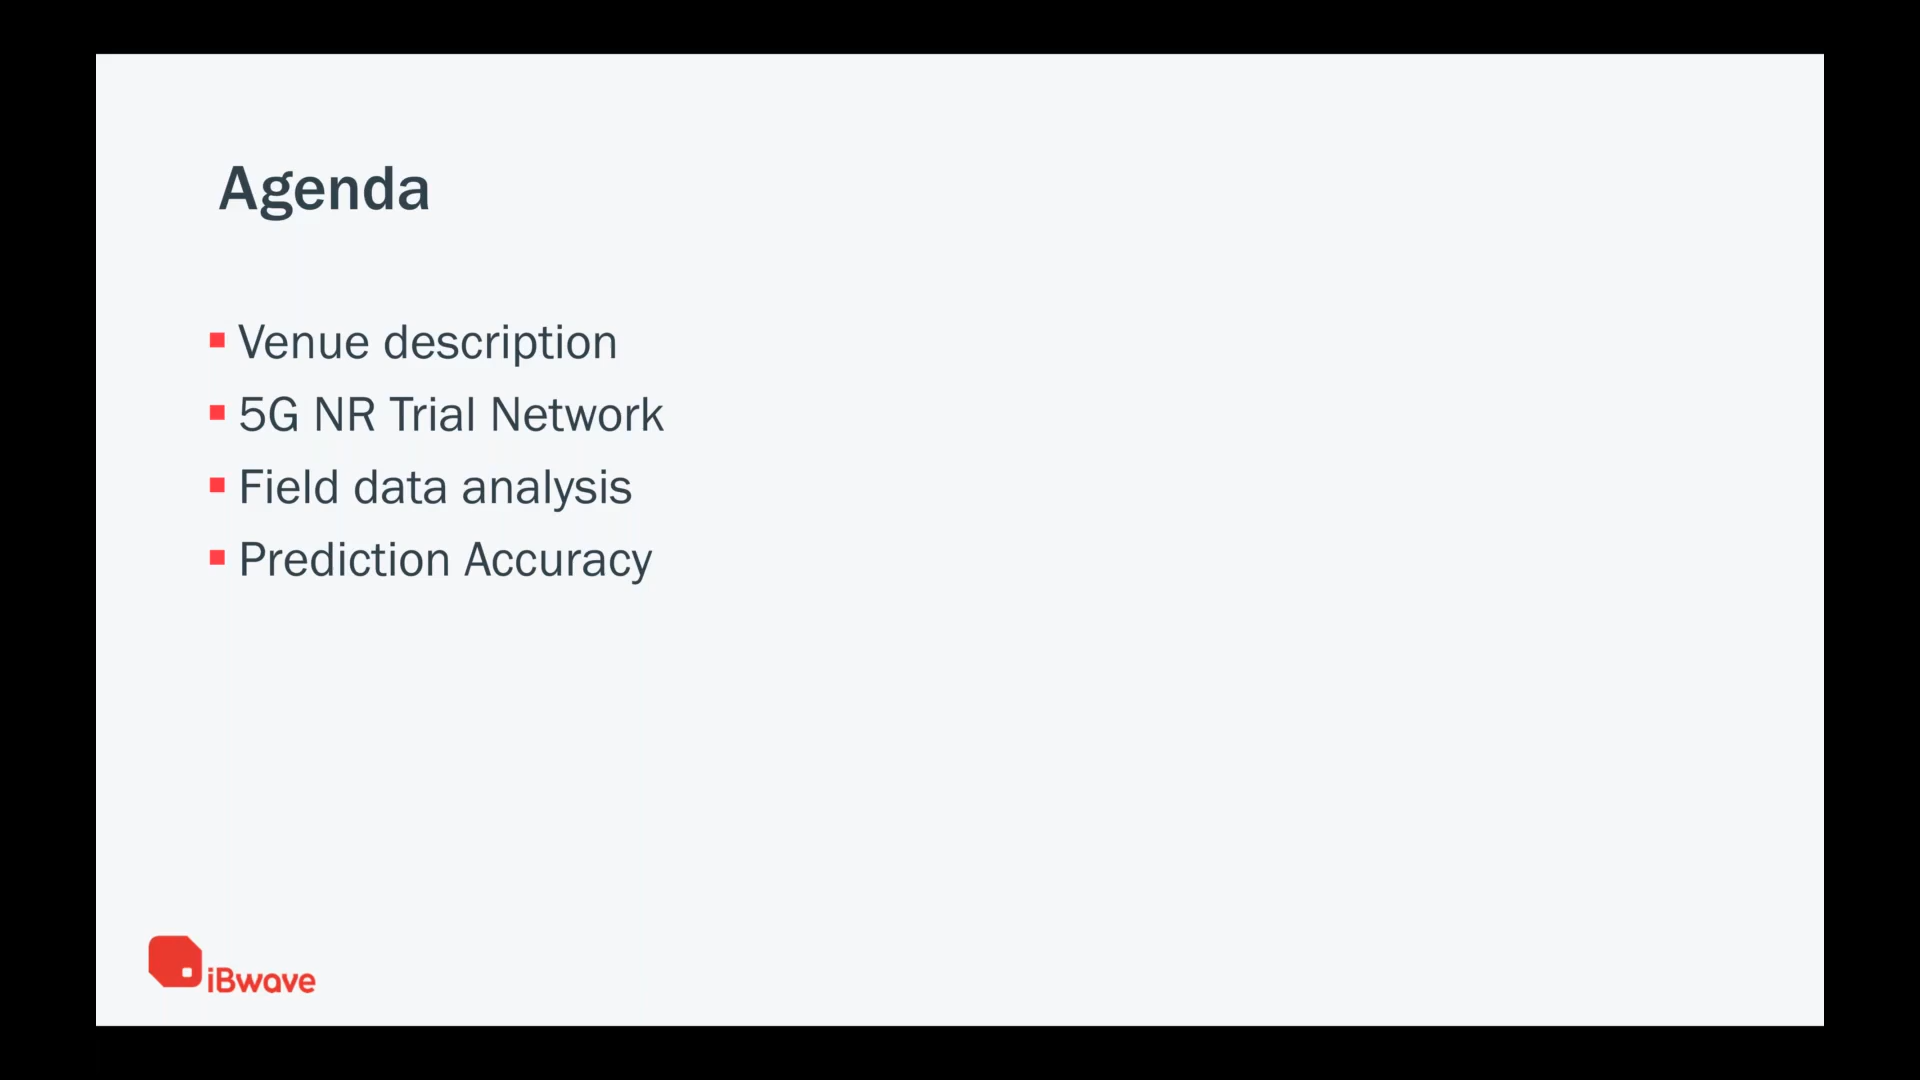 Agenda
Venue description
5G NR Trial Network
Field data analysis
Prediction Accuracy
iBwave